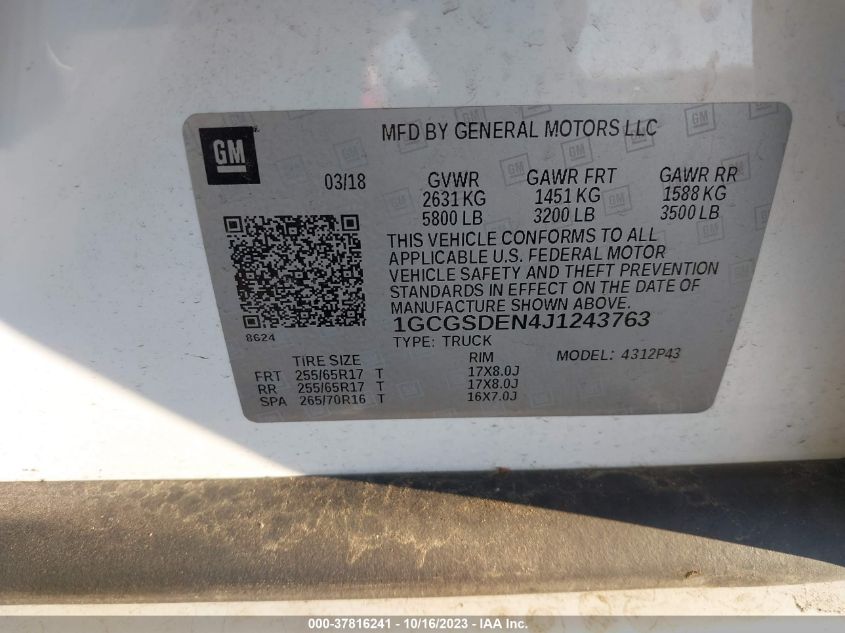 GM
MFD BY GENERAL MOTORS LLC
03/18 GVWR GAWR FRT GAWR RR
2631 KG 1451 KG 1588 KG
5800 LB 3200 LB 3500 LB
THIS VEHICLE CONFORMS TO ALL
APPLICABLE U.S. FEDERAL MOTOR
VEHICLE SAFETY AND THEFT PREVENTION
STANDARDS IN EFFECT ON THE DATE OF
MANUFACTURE SHOWN ABOVE.
8624
1GCGSDEN4J1243763
TYPE: TRUCK MODEL: 4312P43
TIRE SIZE RIM
FRT 255/65R17 T 17X8.0J
RR 255/65R17 T 17X8.0J
SPA 265/70R16 T 16X7.0J
000-37816241 - 10/16/2023 - IAA Inc.